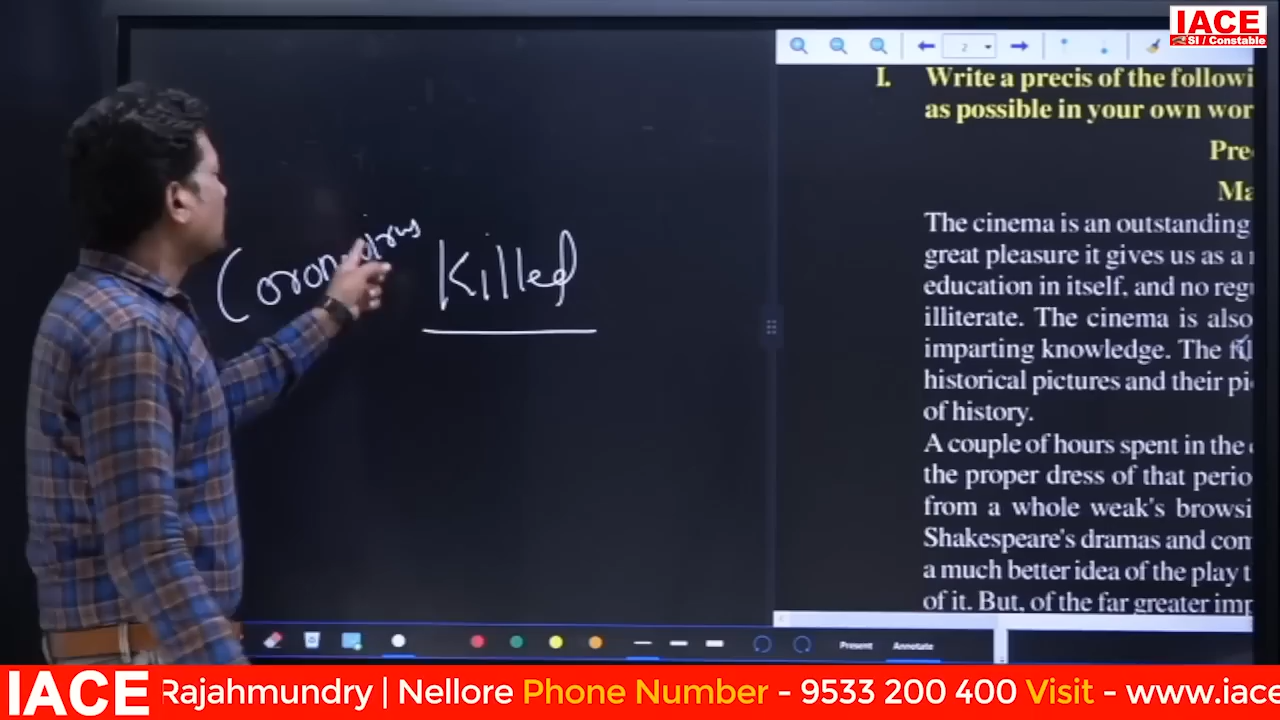 IACE
SI / Constable
2
I. Write a precis of the followi
as possible in your own wor
Pre
Ma
The cinema is an outstanding
great pleasure it gives us as a
education in itself, and no reg
illiterate. The cinema is also
imparting knowledge. The fil
historical pictures and their pi
of history.
A couple of hours spent in the
the proper dress of that perio
from a whole weak's browsi
Shakespeare's dramas and com
a much better idea of the play t
of it. But, of the far greater imp
Coronavirus Killed
Present Annotate
IACE Rajahmundry | Nellore Phone Number - 9533 200 400 Visit - www.iace